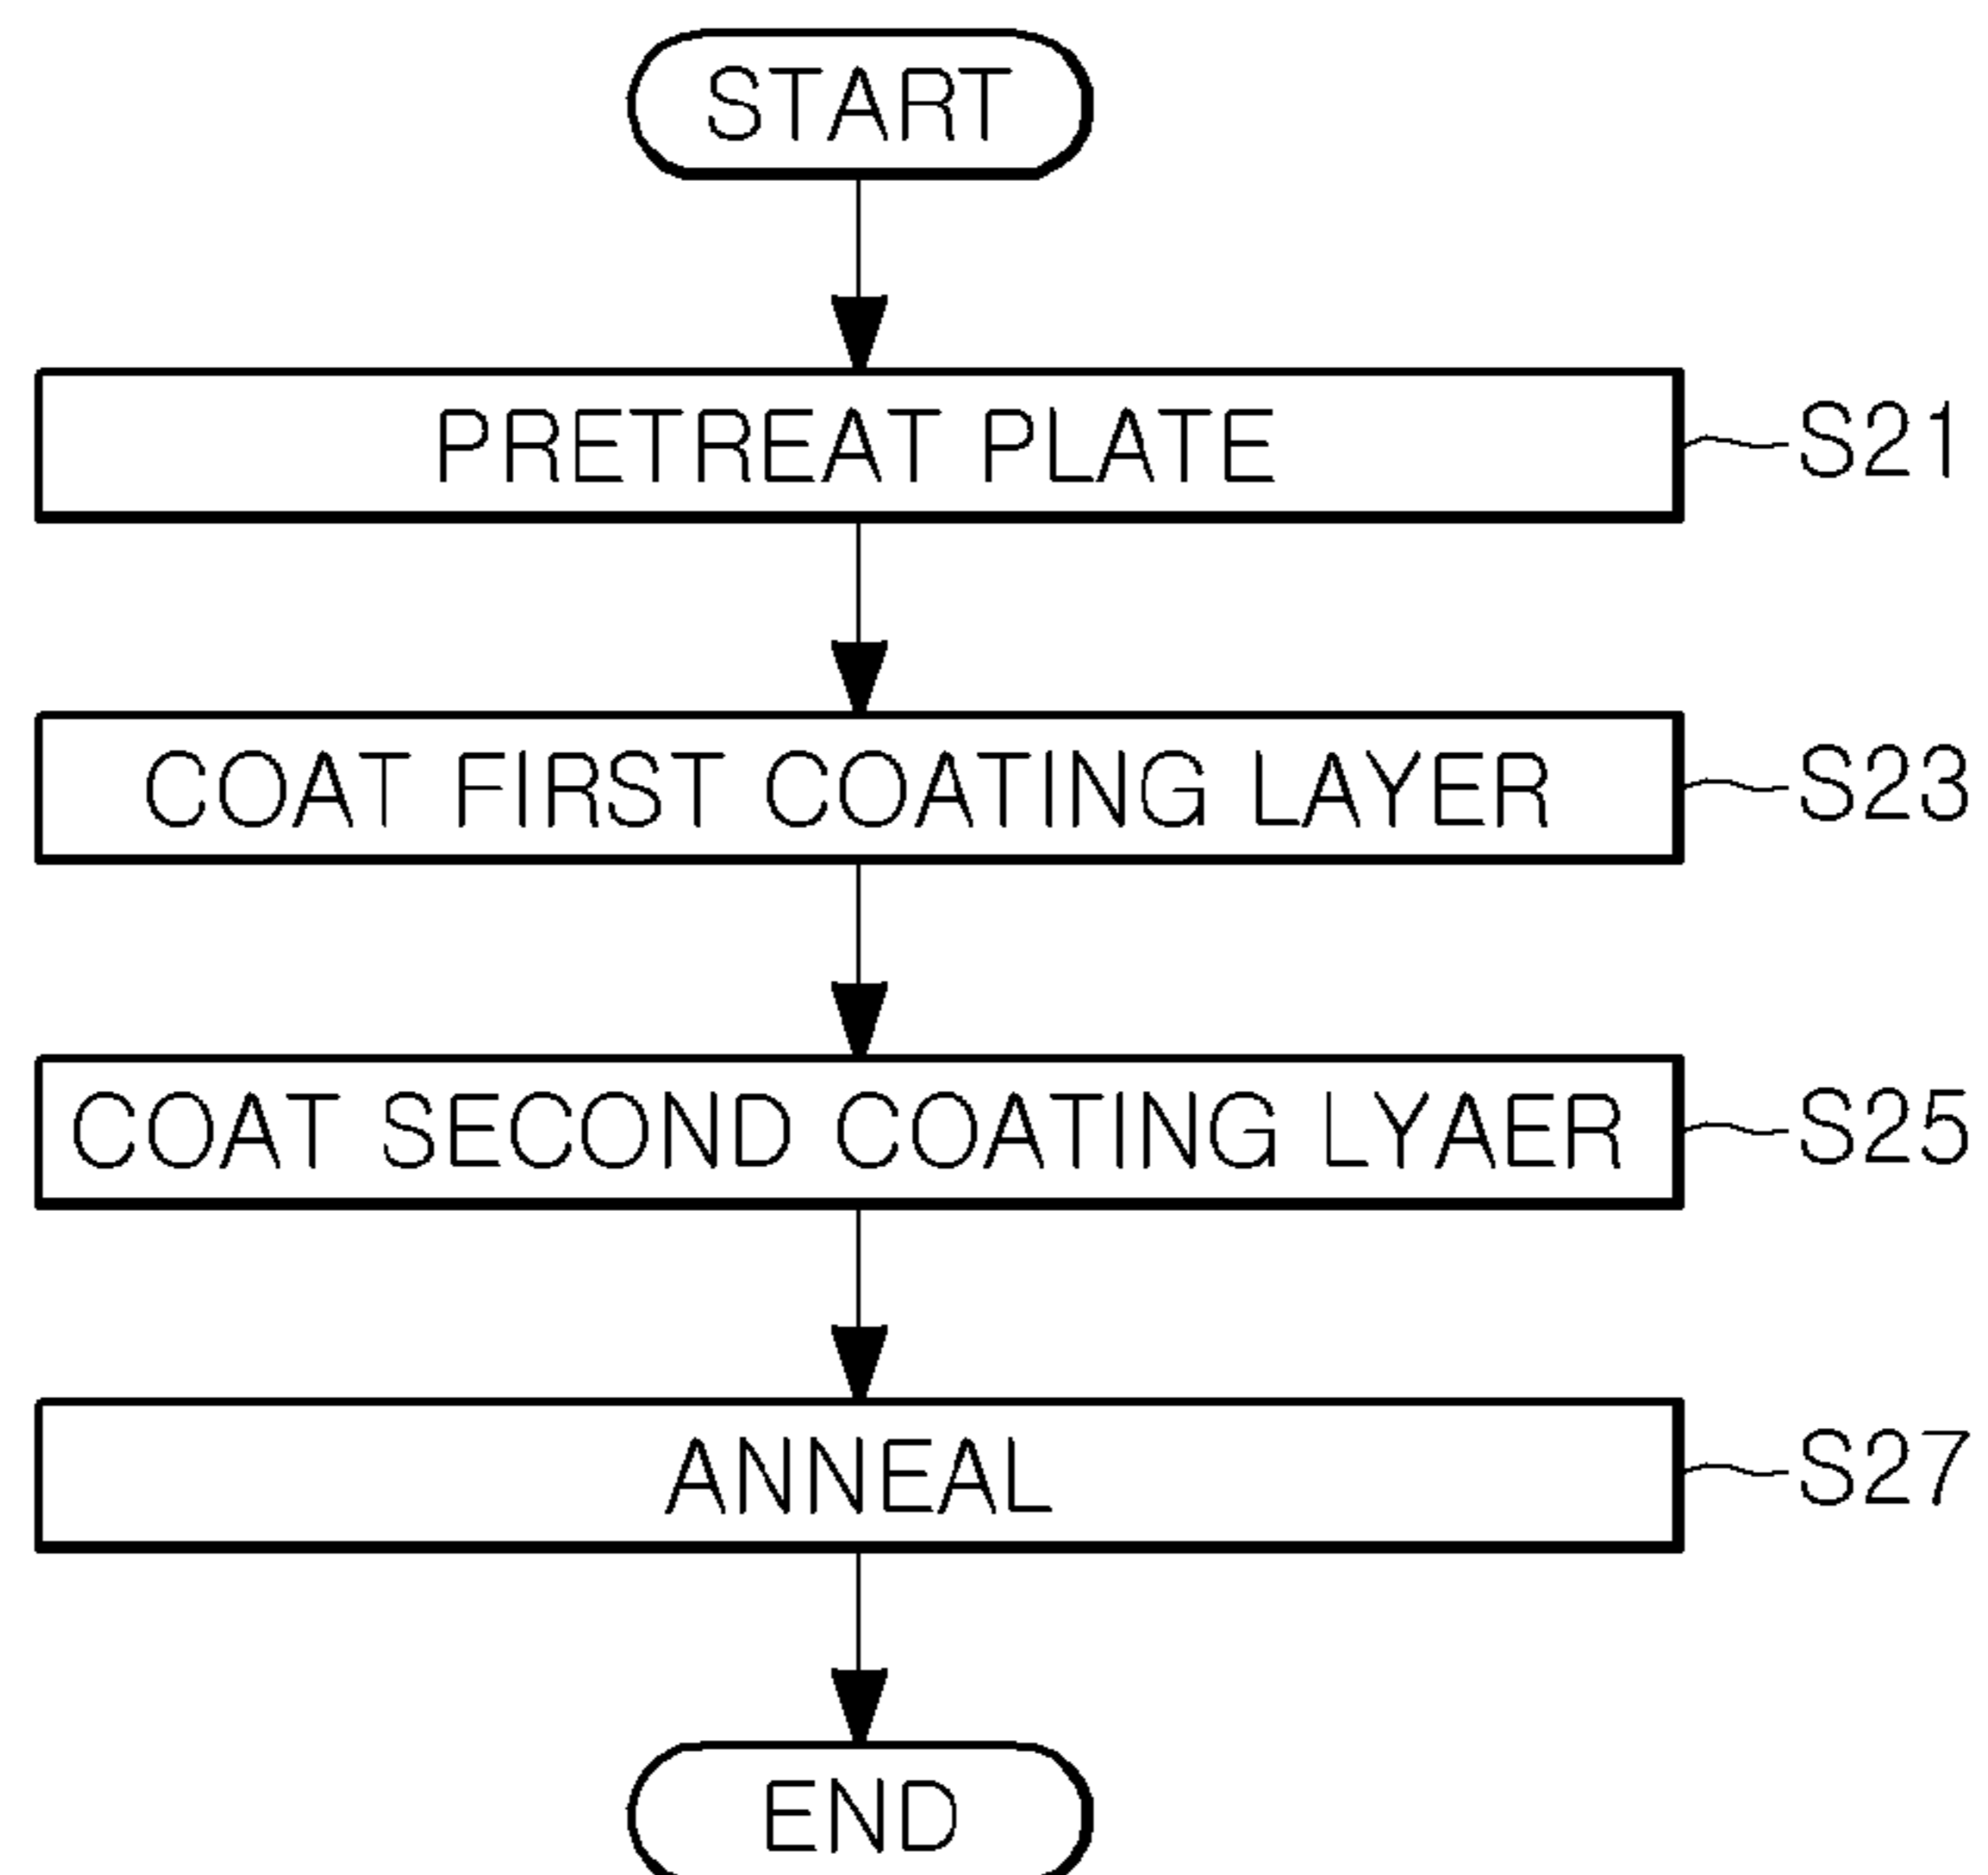 START
PRETREAT PLATE S21
COAT FIRST COATING LAYER S23
COAT SECOND COATING LYAER S25
ANNEAL S27
END